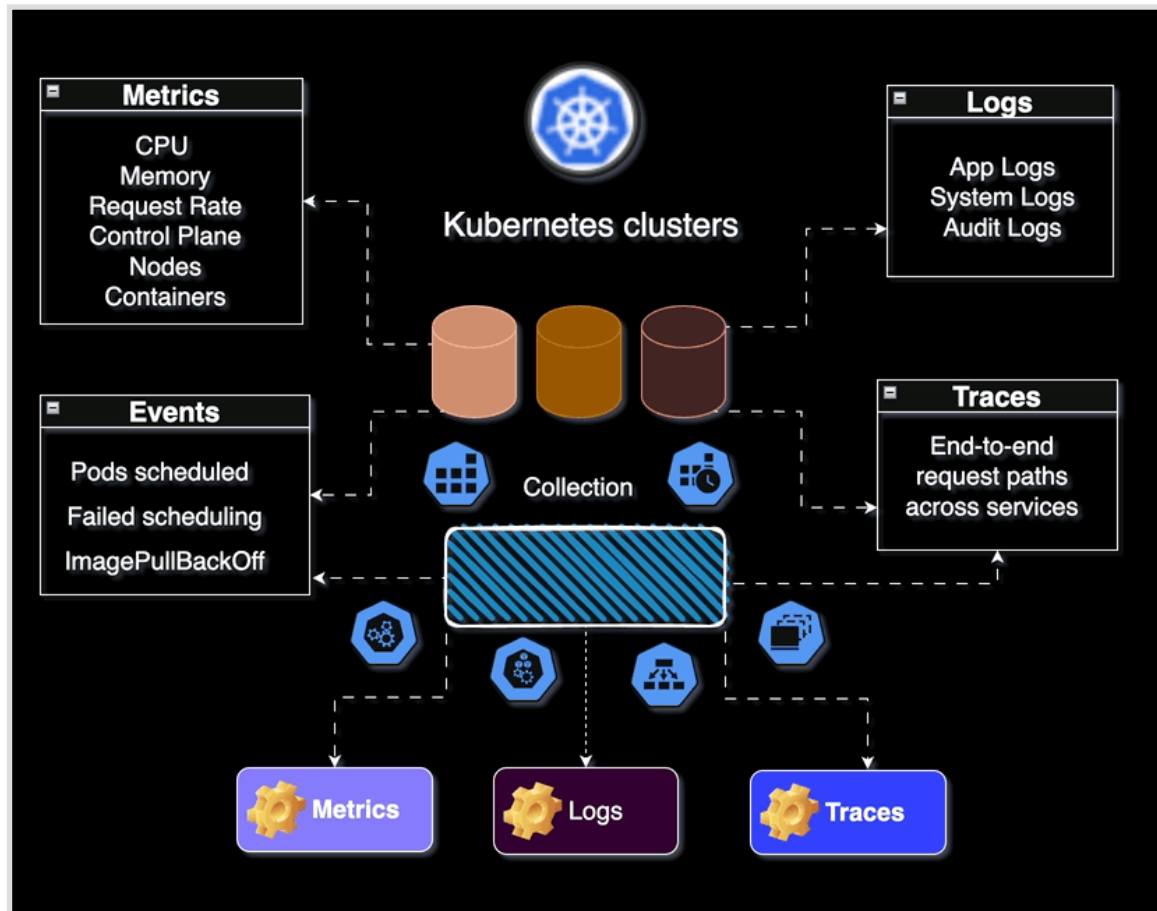 Metrics
CPU
Memory
Request Rate
Control Plane
Nodes
Containers
Kubernetes clusters
Logs
App Logs
System Logs
Audit Logs
Events
Pods scheduled
Failed scheduling
ImagePullBackOff
Collection
Traces
End-to-end
request paths
across services
Metrics
Logs
Traces